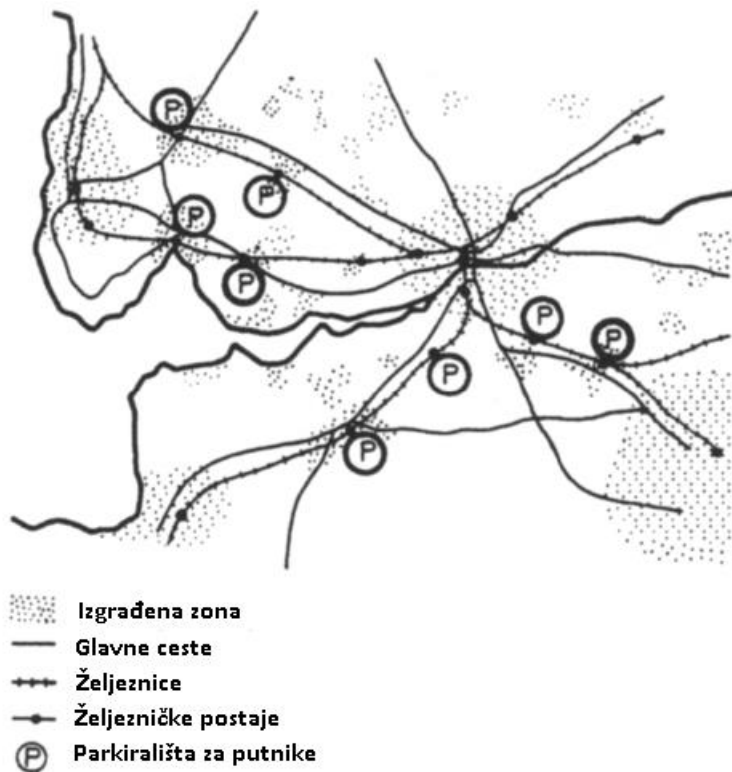 P
P
P
P
P
P
P
P
Izgrađena zona
Glavne ceste
Željeznice
Željezničke postaje
P Parkirališta za putnike